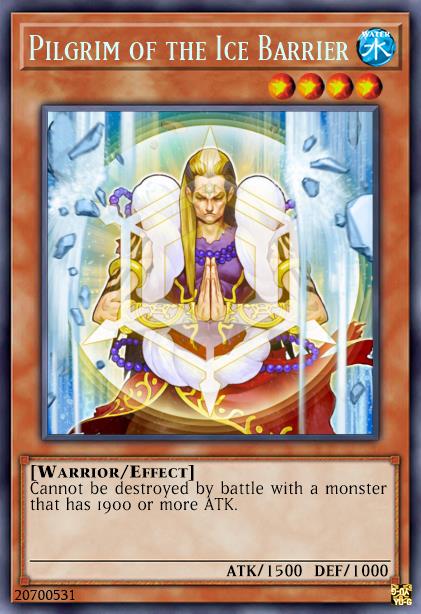 PILGRIM OF THE ICE BARRIER
WATER
水
[WARRIOR/EFFECT]
Cannot be destroyed by battle with a monster
that has 1900 or more ATK.
ATK/1500 DEF/1000
20700531